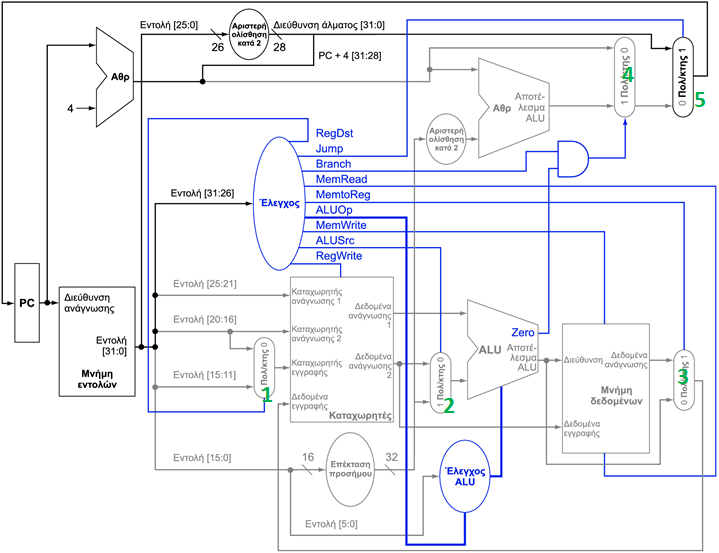 Εντολή [25:0]
Αριστερή
ολίσθηση
κατά 2
Διεύθυνση άλματος [31:0]
26
28
PC + 4 [31:28]
Αθρ
4
Αθρ
Αποτέ-
λεσμα
ALU
1 Πολ/κτης 0
4
0 Πολ/κτης 1
5
Αριστερή
ολίσθηση
κατά 2
RegDst
Jump
Branch
MemRead
MemtoReg
ALUOp
MemWrite
ALUSrc
RegWrite
Εντολή [31:26]
Έλεγχος
PC
Διεύθυνση
ανάγνωσης
Εντολή
[31:0]
Μνήμη
εντολών
Εντολή [25:21]
Εντολή [20:16]
Εντολή [15:11]
Εντολή [15:0]
1 Πολ/κτης 0
1
Καταχωρητής
ανάγνωσης 1
Καταχωρητής
ανάγνωσης 2
Καταχωρητής
εγγραφής
Δεδομένα
εγγραφής
Δεδομένα
ανάγνωσης
1
Δεδομένα
ανάγνωσης
2
Καταχωρητές
1 Πολ/κτης 0
2
ALU
Zero
Αποτέ-
λεσμα
ALU
Διεύθυνση
Δεδομένα
ανάγνωσης
Μνήμη
δεδομένων
Δεδομένα
εγγραφής
0 Πολ/κτης 1
3
16
Επέκταση
προσήμου
32
Έλεγχος
ALU
Εντολή [5:0]